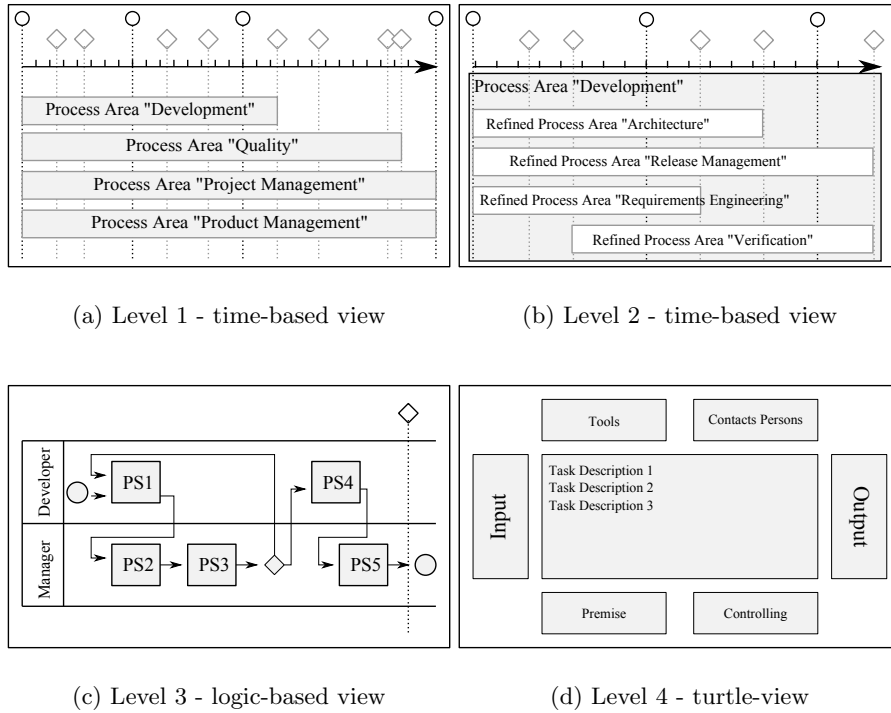 Process Area "Development"
Process Area "Quality"
Process Area "Project Management"
Process Area "Product Management"
(a) Level 1 - time-based view
Process Area "Development"
Refined Process Area "Architecture"
Refined Process Area "Release Management"
Refined Process Area "Requirements Engineering"
Refined Process Area "Verification"
(b) Level 2 - time-based view
Developer
PS1
PS4
Manager
PS2
PS3
PS5
(c) Level 3 - logic-based view
Tools
Contacts Persons
Input
Task Description 1
Task Description 2
Task Description 3
Output
Premise
Controlling
(d) Level 4 - turtle-view